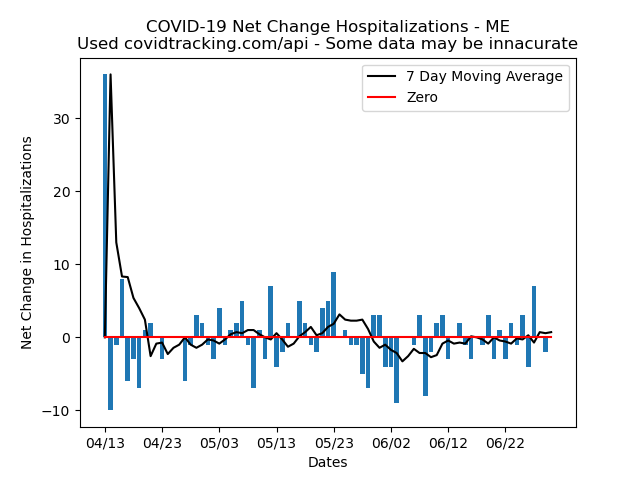 COVID-19 Net Change Hospitalizations - ME
Used covidtracking.com/api - Some data may be innacurate
7 Day Moving Average
Zero
Net Change in Hospitalizations
30
20
10
0
−10
04/13 04/23 05/03 05/13 05/23 06/02 06/12 06/22
Dates